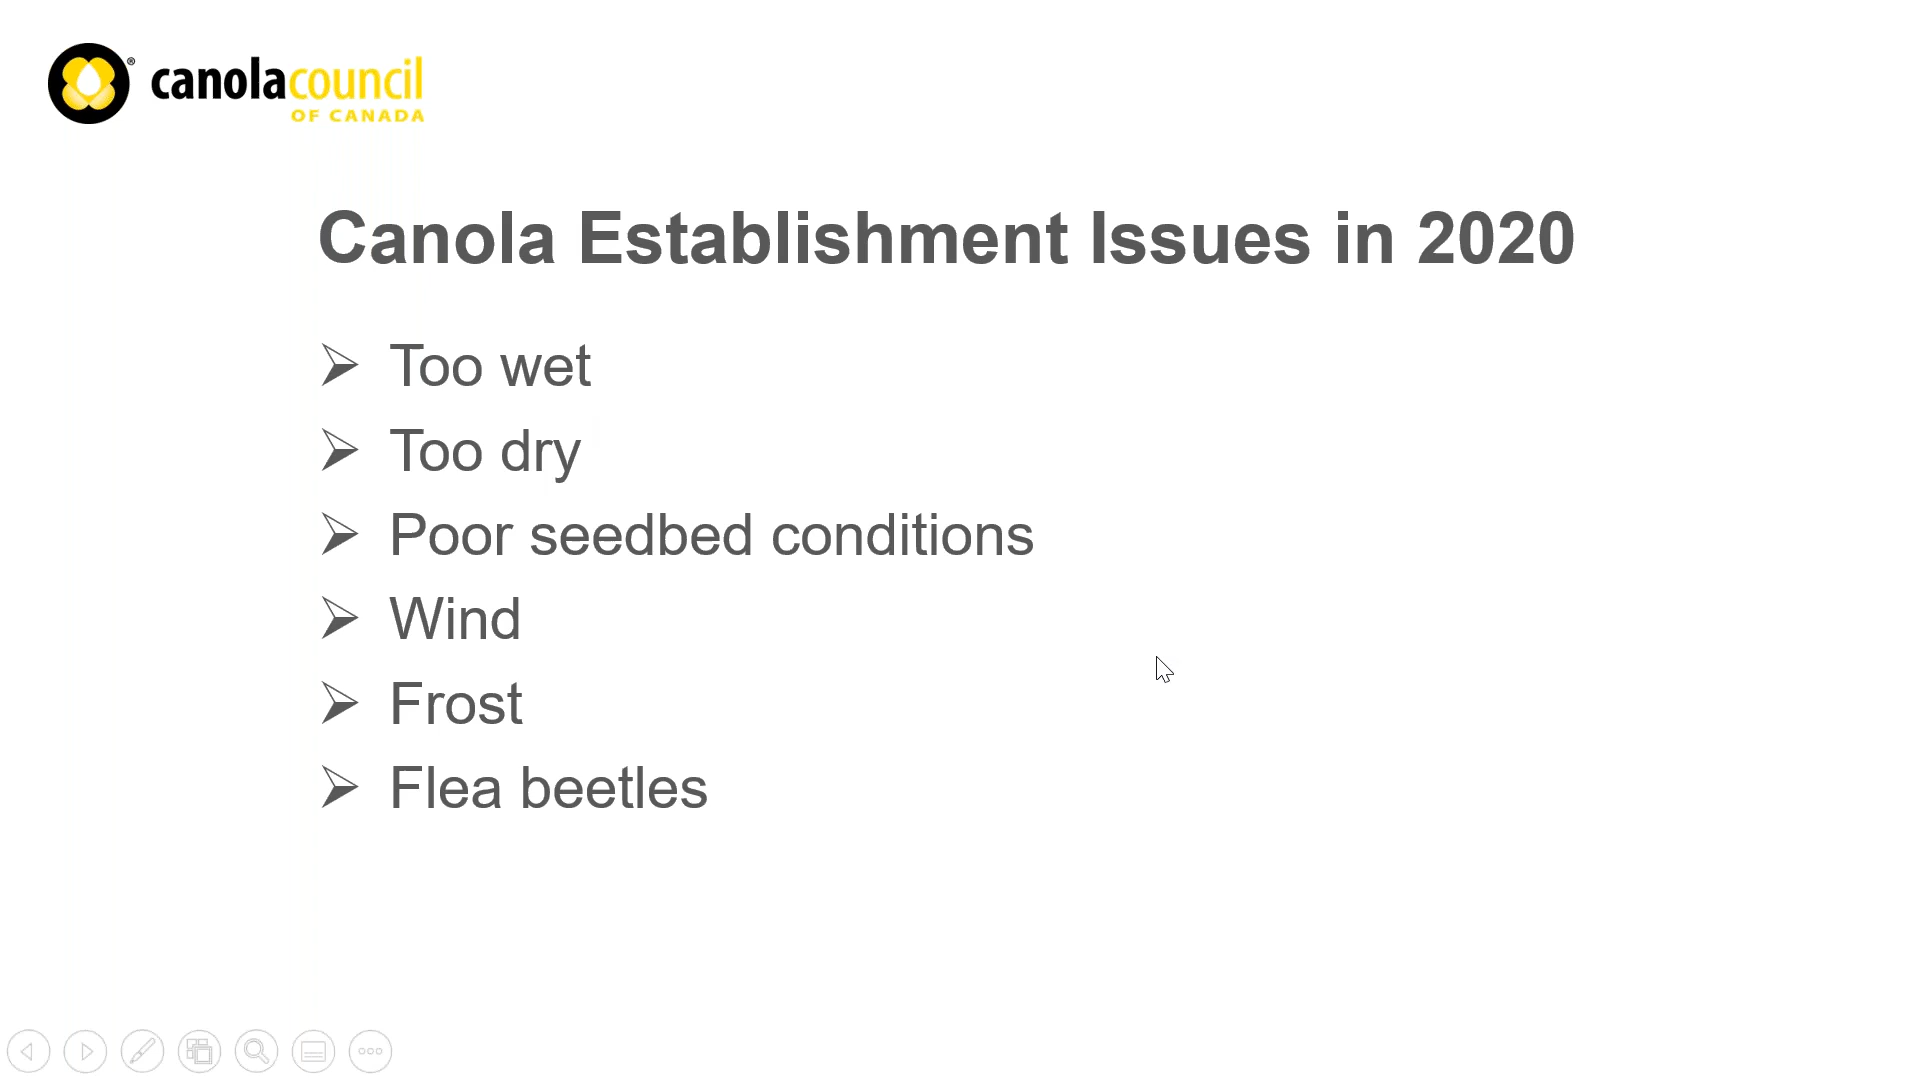 canolacouncil
OF CANADA
Canola Establishment Issues in 2020
Too wet
Too dry
Poor seedbed conditions
Wind
Frost
Flea beetles